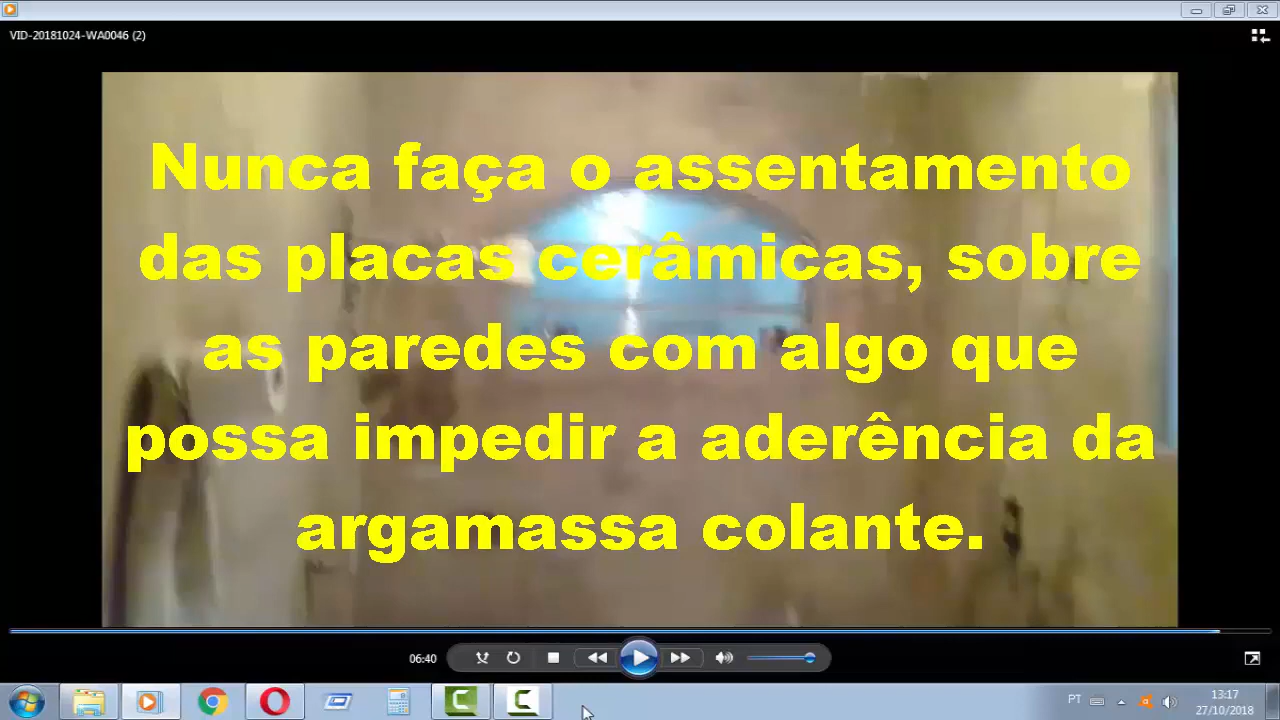 VID-20181024-WA0046 (2)
Nunca faça o assentamento
das placas cerâmicas, sobre
as paredes com algo que
possa impedir a aderência da
argamassa colante.
06:40
PT
13:17
27/10/2018